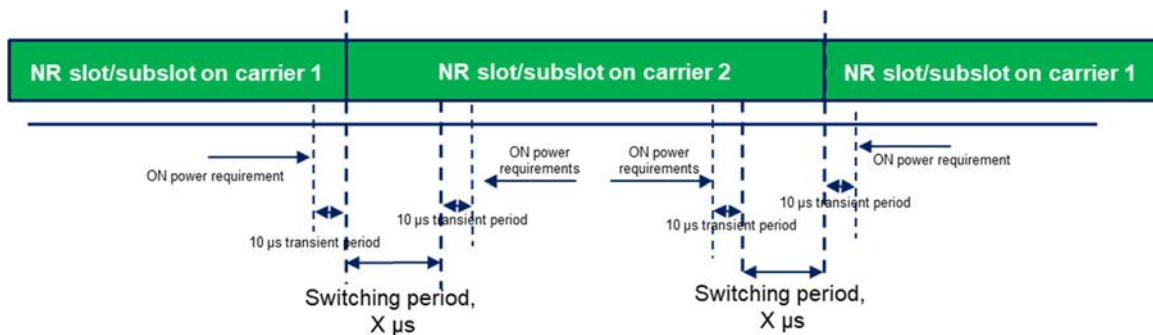 NR slot/subslot on carrier 1
NR slot/subslot on carrier 2
NR slot/subslot on carrier 1
ON power requirement
ON power
requirements
ON power
requirements
ON power requirement
10 µs transient period
10 µs transient period
10 µs transient period
10 µs transient period
Switching period,
X µs
Switching period,
X µs